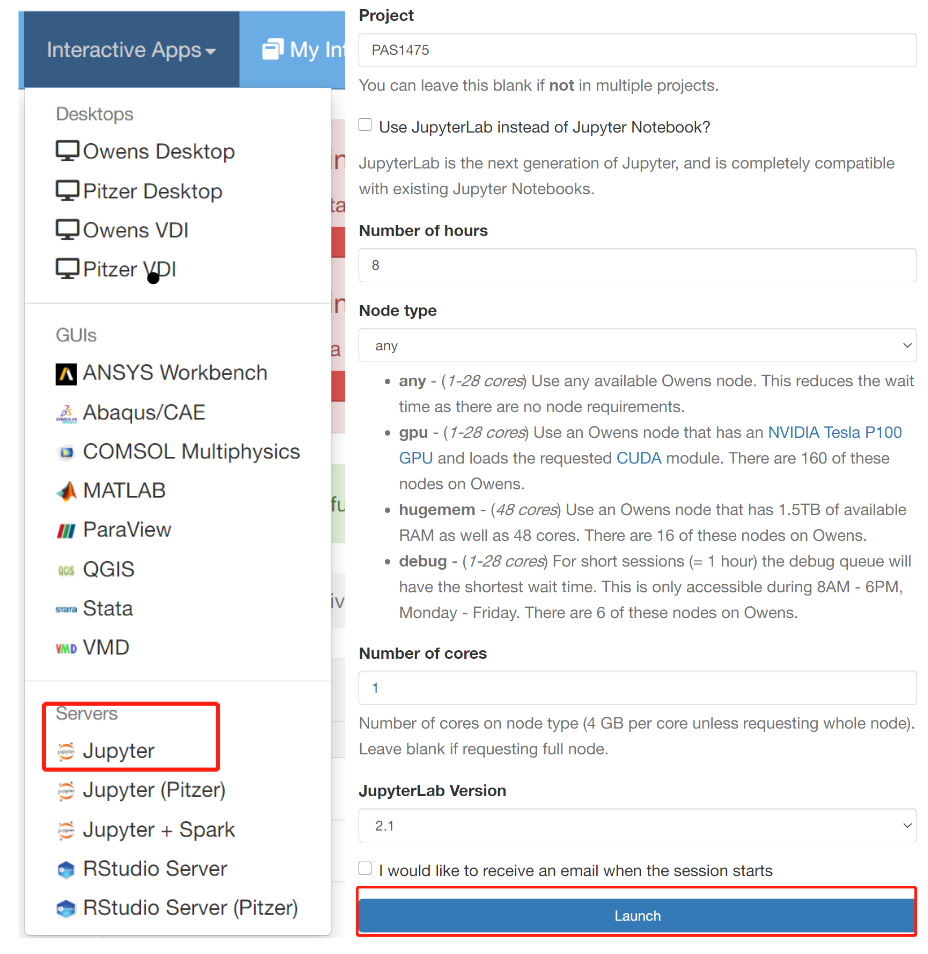 Interactive Apps
My Int
Desktops
Owens Desktop
Pitzer Desktop
Owens VDI
Pitzer VDI
GUIs
ANSYS Workbench
Abaqus/CAE
COMSOL Multiphysics
MATLAB
ParaView
QGIS
QGIS
Stata
stata
VMD
VMD
Servers
Jupyter
Jupyter (Pitzer)
Jupyter + Spark
RStudio Server
RStudio Server (Pitzer)
Project
PAS1475
You can leave this blank if not in multiple projects.
Use JupyterLab instead of Jupyter Notebook?
JupyterLab is the next generation of Jupyter, and is completely compatible
with existing Jupyter Notebooks.
Number of hours
8
Node type
any
• any - (1-28 cores) Use any available Owens node. This reduces the wait
time as there are no node requirements.
• gpu - (1-28 cores) Use an Owens node that has an NVIDIA Tesla P100
GPU and loads the requested CUDA module. There are 160 of these
nodes on Owens.
• hugemem - (48 cores) Use an Owens node that has 1.5TB of available
RAM as well as 48 cores. There are 16 of these nodes on Owens.
• debug - (1-28 cores) For short sessions (= 1 hour) the debug queue will
have the shortest wait time. This is only accessible during 8AM - 6PM,
Monday - Friday. There are 6 of these nodes on Owens.
Number of cores
1
Number of cores on node type (4 GB per core unless requesting whole node).
Leave blank if requesting full node.
JupyterLab Version
2.1
I would like to receive an email when the session starts
Launch